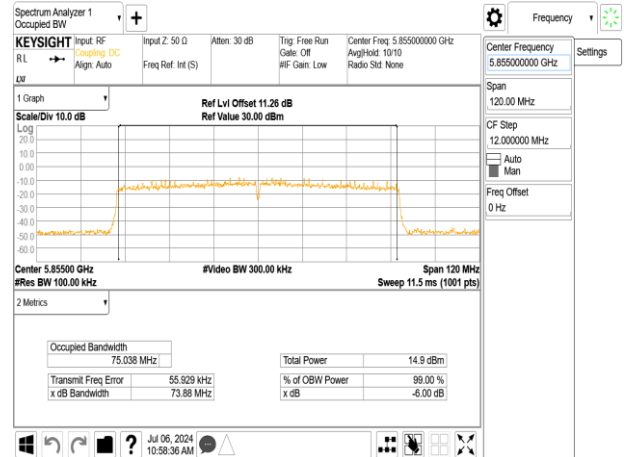 Spectrum Analyzer 1
Occupied BW
Frequency
KEYSIGHT
RL
LXI
Input: RF
Coupling: DC
Align: Auto
Input Z: 50 Ω
Freq Ref: Int (S)
Atten: 30 dB
Trig: Free Run
Gate: Off
#IF Gain: Low
Center Freq: 5.855000000 GHz
Avg|Hold: 10/10
Radio Std: None
Center Frequency
5.855000000 GHz
Settings
Span
120.00 MHz
CF Step
12.000000 MHz
Auto
Man
Freq Offset
0 Hz
1 Graph
Scale/Div 10.0 dB
Ref Lvl Offset 11.26 dB
Ref Value 30.00 dBm
Log
20.0
10.0
0.00
-10.0
-20.0
-30.0
-40.0
-50.0
-60.0
Center 5.85500 GHz
#Video BW 300.00 kHz
Span 120 MHz
#Res BW 100.00 kHz
Sweep 11.5 ms (1001 pts)
2 Metrics
Occupied Bandwidth
75.038 MHz
Total Power
14.9 dBm
Transmit Freq Error
55.929 kHz
% of OBW Power
99.00 %
x dB Bandwidth
73.88 MHz
x dB
-6.00 dB
?
Jul 06, 2024
10:58:36 AM